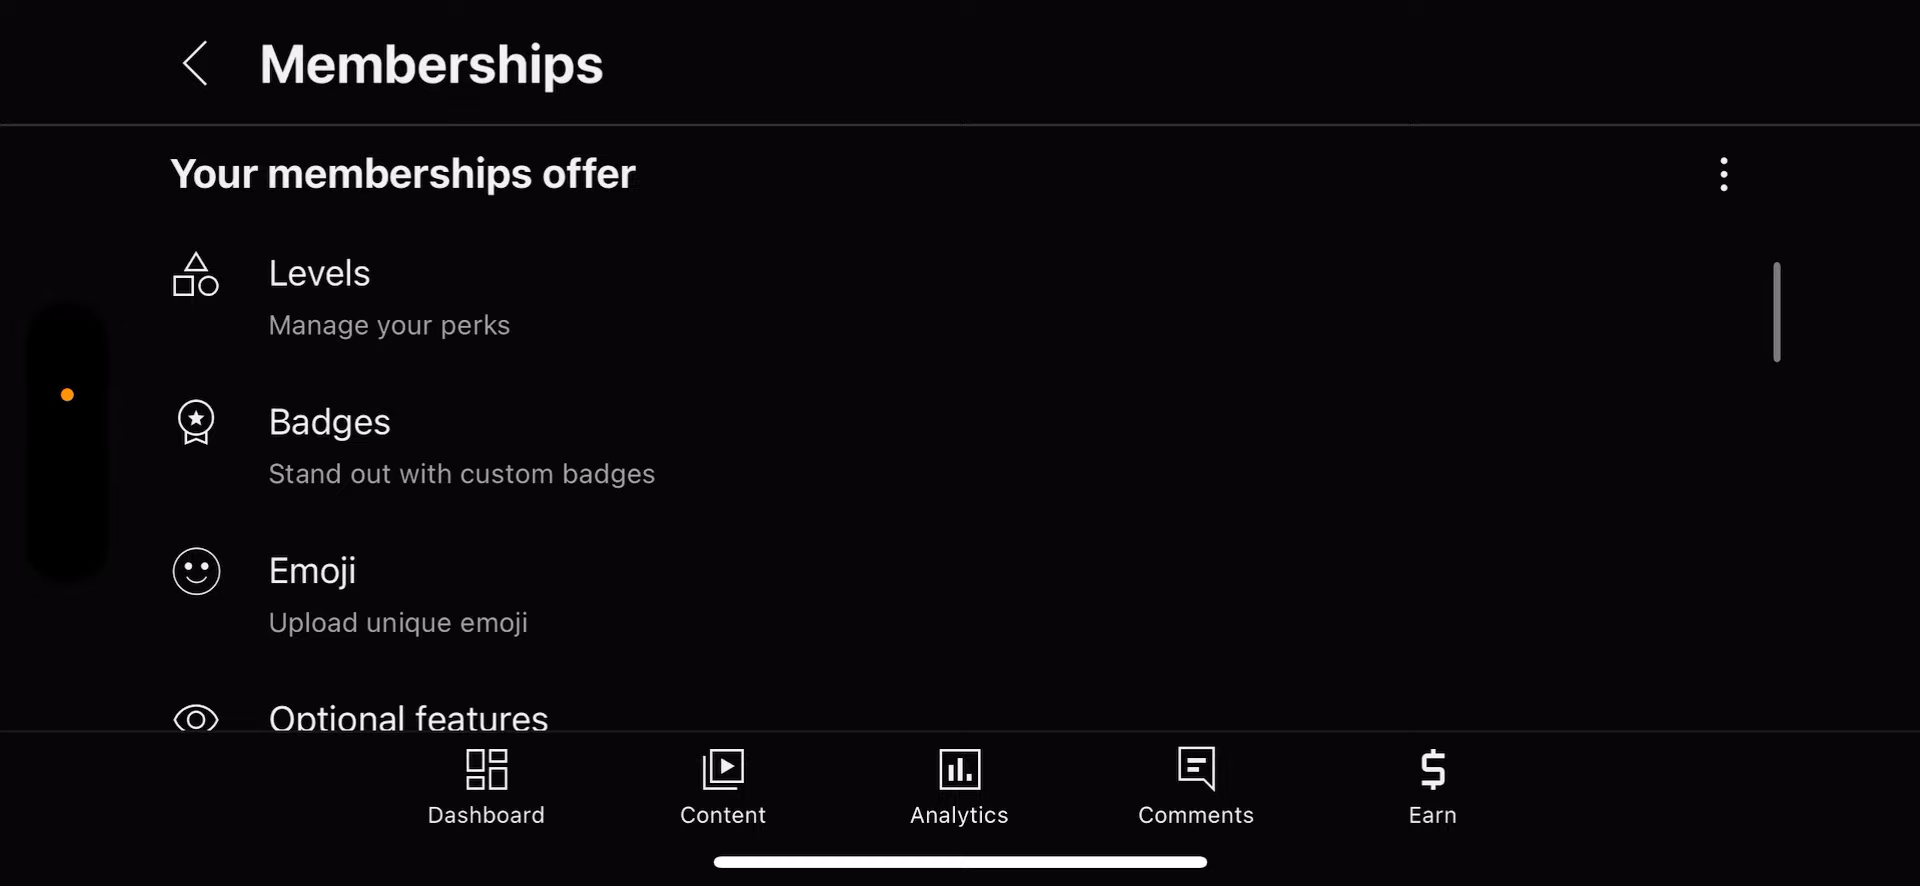 Memberships
Your memberships offer
Levels
Manage your perks
Badges
Stand out with custom badges
Emoji
Upload unique emoji
Optional features
Dashboard
Content
Analytics
Comments
Earn